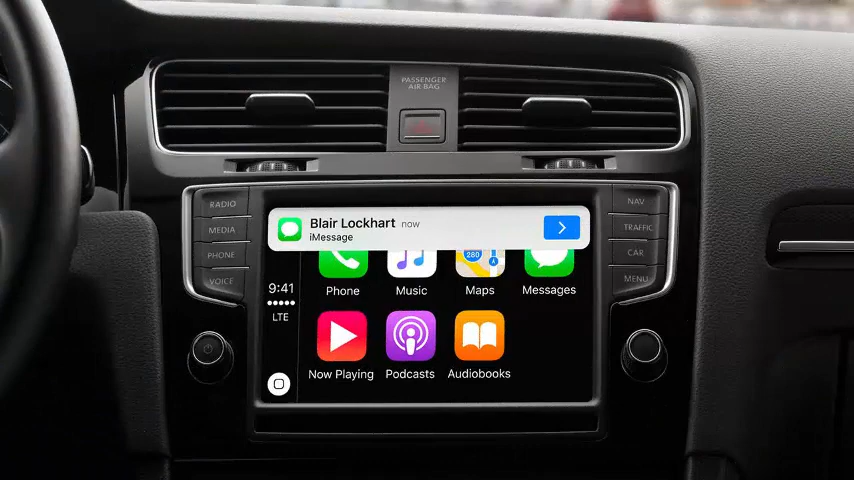 PASSENGER
AIR BAG
RADIO
MEDIA
PHONE
VOICE
NAV
TRAFFIC
CAR
MENU
Blair Lockhart now
iMessage
280
9:41
LTE
Phone
Music
Maps
Messages
Now Playing
Podcasts
Audiobooks